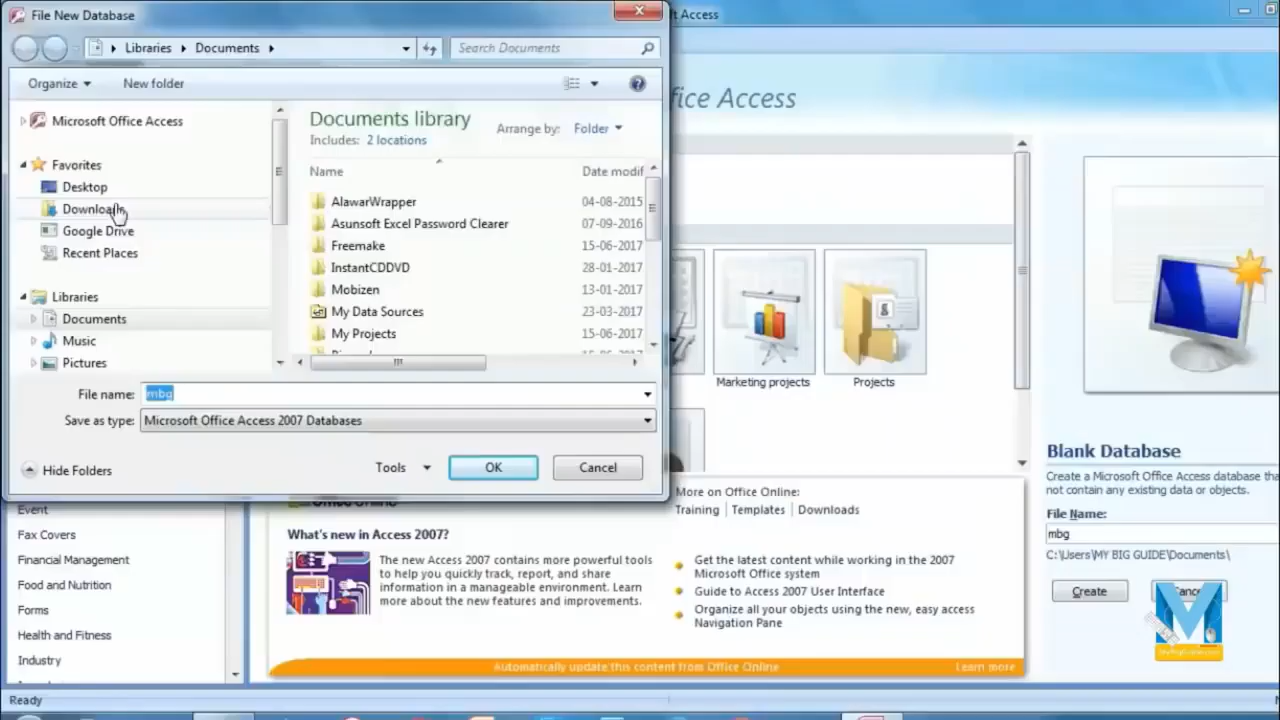 File New Database
Libraries
Documents
Search Documents
Organize
New folder
Microsoft Office Access
Favorites
Desktop
Downloads
Google Drive
Recent Places
Libraries
Documents
Music
Pictures
Documents library
Includes: 2 locations
Arrange by: Folder
Name
Date modif
AlawarWrapper 04-08-2015
Asunsoft Excel Password Clearer 07-09-2016
Freemake 15-06-2017
InstantCDDVD 28-01-2017
Mobizen 13-01-2017
My Data Sources 23-03-2017
My Projects 15-06-2017
File name: mbg
Save as type: Microsoft Office Access 2007 Databases
Hide Folders
Tools
OK
Cancel
ft Access
fice Access
Marketing projects
Projects
Blank Database
Create a Microsoft Office Access database tha
not contain any existing data or objects.
File Name:
mbg
C:\Users\MY BIG GUIDE\Documents\
Create
Event
Fax Covers
Financial Management
Food and Nutrition
Forms
Health and Fitness
Industry
More on Office Online:
Training | Templates | Downloads
What's new in Access 2007?
The new Access 2007 contains more powerful tools
to help you quickly track, report, and share
information in a manageable environment. Learn
more about the new features and improvements.
Get the latest content while working in the 2007
Microsoft Office system
Guide to Access 2007 User Interface
Organize all your objects using the new, easy access
Navigation Pane
Automatically update this content from Office Online
Learn more
Ready